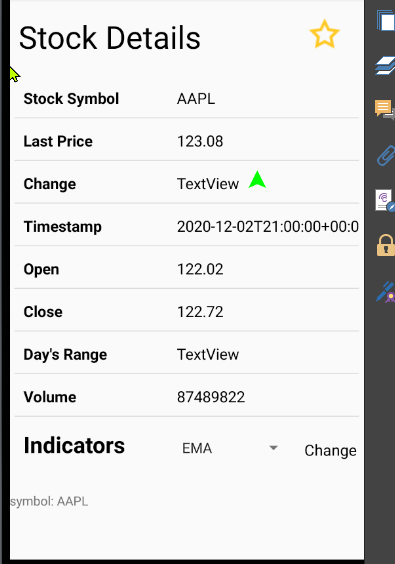 Stock Details
Stock Symbol AAPL
Last Price 123.08
Change TextView
Timestamp 2020-12-02T21:00:00+00:0
Open 122.02
Close 122.72
Day's Range TextView
Volume 87489822
Indicators EMA Change
symbol: AAPL